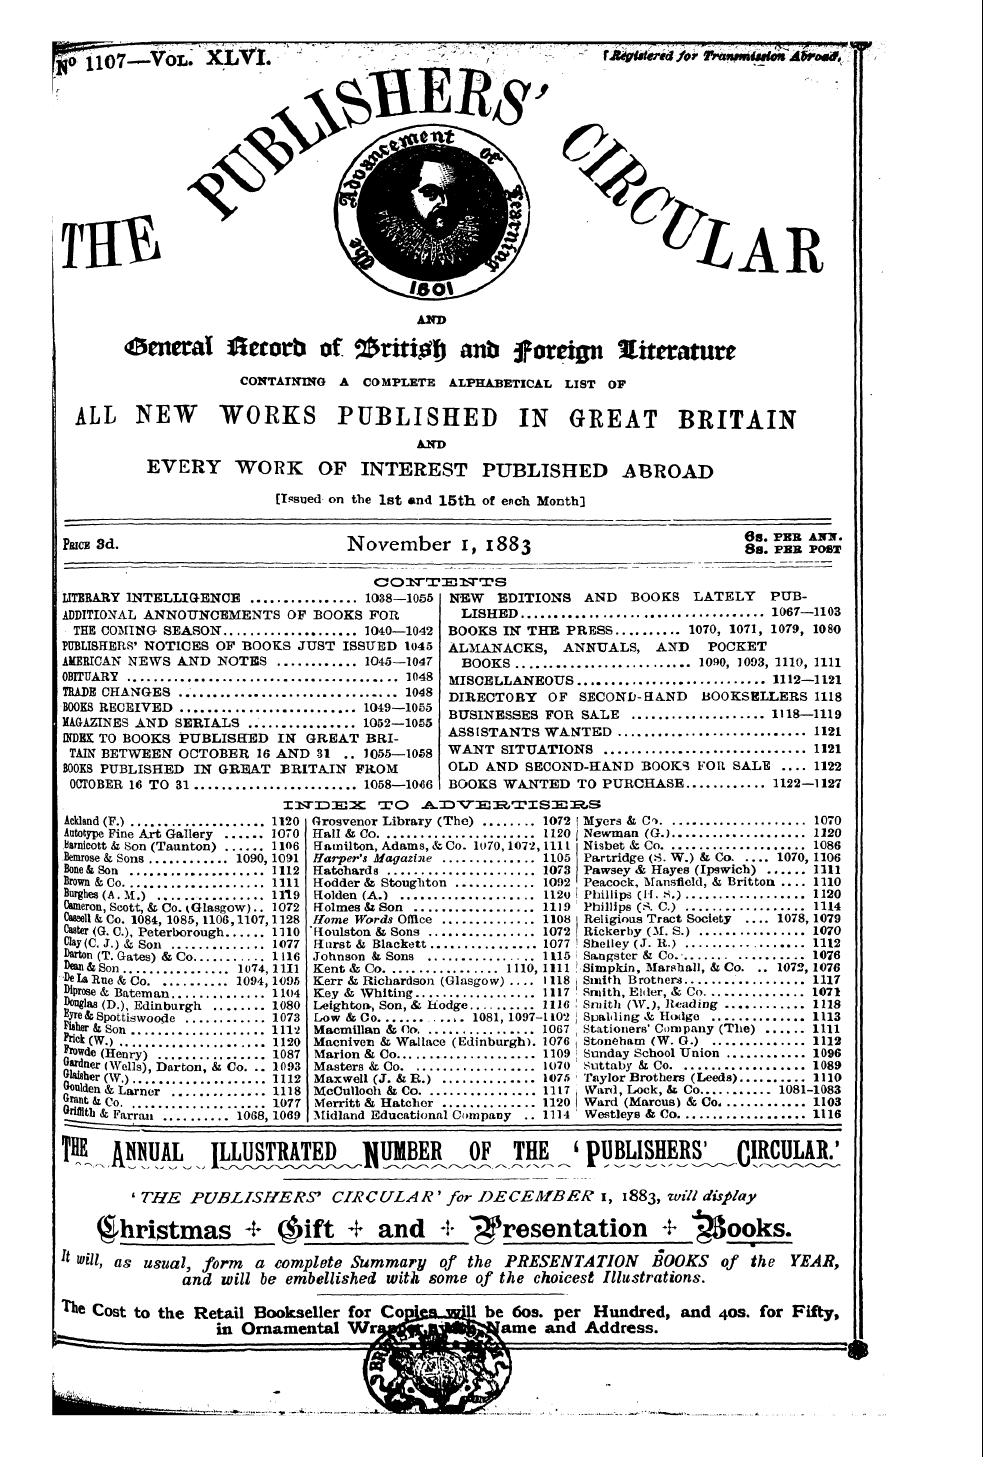 Nº 1107—VOL. XLVI.
[Registered for Transmission Abroad.
THE PUBLISHERS' CIRCULAR
The Advancement of Learning
1601
AND
General Record of British and Foreign Literature
CONTAINING A COMPLETE ALPHABETICAL LIST OF
ALL NEW WORKS PUBLISHED IN GREAT BRITAIN
AND
EVERY WORK OF INTEREST PUBLISHED ABROAD
[Issued on the 1st and 15th of each Month]
PRICE 3d.
November 1, 1883
6s. PER ANN.
8s. PER POST
CONTENTS
LITERARY INTELLIGENCE ................ 1038—1055
ADDITIONAL ANNOUNCEMENTS OF BOOKS FOR
THE COMING SEASON.................... 1040—1042
PUBLISHERS' NOTICES OF BOOKS JUST ISSUED 1045
AMERICAN NEWS AND NOTES ............ 1045—1047
OBITUARY ........................................ 1048
TRADE CHANGES ................................. 1048
BOOKS RECEIVED .......................... 1049—1055
MAGAZINES AND SERIALS ................ 1052—1055
INDEX TO BOOKS PUBLISHED IN GREAT BRI-
TAIN BETWEEN OCTOBER 16 AND 31 .. 1055—1058
BOOKS PUBLISHED IN GREAT BRITAIN FROM
OCTOBER 16 TO 31 ........................ 1058—1066
NEW EDITIONS AND BOOKS LATELY PUB-
LISHED................................ 1067—1103
BOOKS IN THE PRESS.......... 1070, 1071, 1079, 1080
ALMANACKS, ANNUALS, AND POCKET
BOOKS .......................... 1090, 1093, 1110, 1111
MISCELLANEOUS........................... 1112—1121
DIRECTORY OF SECOND-HAND BOOKSELLERS 1118
BUSINESSES FOR SALE .................... 1118—1119
ASSISTANTS WANTED ........................ 1121
WANT SITUATIONS .............................. 1121
OLD AND SECOND-HAND BOOKS FOR SALE .... 1122
BOOKS WANTED TO PURCHASE............ 1122—1127
INDEX TO ADVERTISERS
Ackland (F.) ..................... 1120
Autotype Fine Art Gallery ...... 1070
Barnicott & Son (Taunton) ..... 1106
Bemrose & Sons ........... 1090, 1091
Bone & Son ...................... 1112
Brown & Co. ..................... 1111
Burghes (A. M.) .................. 1119
Cameron, Scott, & Co. (Glasgow).. 1072
Cassell & Co. 1084, 1085, 1106, 1107, 1128
Caster (G. C.), Peterborough...... 1110
Clay (C. J.) & Son ............. 1077
Darton (T. Gates) & Co........... 1116
Dean & Son ............... 1074, 1111
De La Rue & Co. ........... 1094, 1095
Diprose & Bateman.............. 1104
Douglas (D.), Edinburgh ....... 1080
Eyre & Spottiswoode ............. 1073
Fisher & Son ..................... 1112
Frick (W.) ........................ 1120
Frowde (Henry) ............... 1087
Gardner (Wells), Darton, & Co. .. 1093
Glaisher (W.) ..................... 1112
Goulden & Larner ............... 1118
Grant & Co. ..................... 1077
Griffith & Farran .......... 1068, 1069
Grosvenor Library (The) ........ 1072
Hall & Co. ...................... 1120
Hamilton, Adams, & Co. 1070, 1072, 1111
Harper's Magazine .............. 1105
Hatchards ....................... 1073
Hodder & Stoughton ............ 1092
Holden (A.) ..................... 1120
Holmes & Son .................. 1119
Home Words Office .............. 1108
Houlston & Sons ............... 1072
Hurst & Blackett................ 1077
Johnson & Sons ................ 1115
Kent & Co. ................. 1110, 1111
Kerr & Richardson (Glasgow) .... 1118
Key & Whiting.................. 1117
Leighton, Son, & Hodge.......... 1116
Low & Co. ............. 1081, 1097-1102
Macmillan & Co. ............... 1067
Macniven & Wallace (Edinburgh). 1076
Marion & Co..................... 1109
Masters & Co. .................. 1070
Maxwell (J. & R.) .............. 1075
McCulloch & Co. ............... 1117
Merritt & Hatcher .............. 1120
Midland Educational Company .. 1114
Myers & Co. .................... 1070
Newman (G.).................... 1120
Nisbet & Co. .................... 1086
Partridge (S. W.) & Co. .... 1070, 1106
Pawsey & Hayes (Ipswich) ...... 1111
Peacock, Mansfield, & Britton .... 1110
Phillips (H. S.) .................. 1120
Phillips (S. C.) ................. 1114
Religious Tract Society .... 1078, 1079
Rickerby (M. S.) ................ 1070
Shelley (J. R.) .................. 1112
Sangster & Co. ................. 1076
Simpkin, Marshall, & Co. .. 1072, 1076
Smith Brothers.................. 1117
Smith, Elder, & Co. ............. 1071
Smith (W.), Reading ............ 1118
Spalding & Hodge ............... 1113
Stationers' Company (The) ...... 1111
Stoneham (W. G.) ............... 1112
Sunday School Union ........... 1096
Suttaby & Co. .................. 1089
Taylor Brothers (Leeds)......... 1110
Ward, Lock, & Co. ......... 1081-1083
Ward (Marcus) & Co. ........... 1103
Westleys & Co. .................. 1116
THE ANNUAL ILLUSTRATED NUMBER OF THE 'PUBLISHERS' CIRCULAR.'
'THE PUBLISHERS' CIRCULAR' for DECEMBER 1, 1883, will display
Christmas + Gift + and + Presentation + Books.
It will, as usual, form a complete Summary of the PRESENTATION BOOKS of the YEAR,
and will be embellished with some of the choicest Illustrations.
The Cost to the Retail Bookseller for Copies will be 60s. per Hundred, and 40s. for Fifty,
in Ornamental Wrapper, with Name and Address.
BRITISH MUSEUM